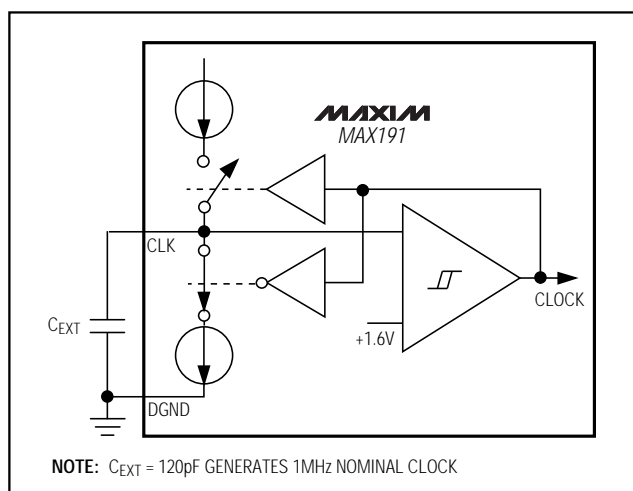 MAXIM
MAX191
CLK
CLOCK
+1.6V
CEXT
DGND
NOTE: CEXT = 120pF GENERATES 1MHz NOMINAL CLOCK